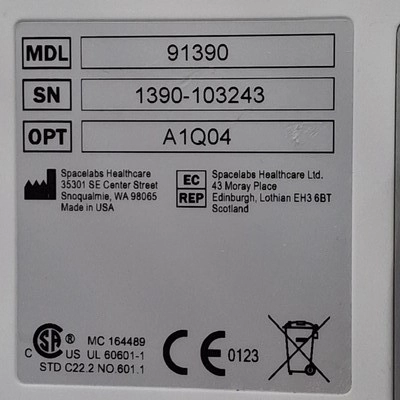 MDL 91390
SN 1390-103243
OPT A1Q04
Spacelabs Healthcare
35301 SE Center Street
Snoqualmie, WA 98065
Made in USA
EC REP
Spacelabs Healthcare Ltd.
43 Moray Place
Edinburgh, Lothian EH3 6BT
Scotland
C SA ® US
MC 164489
UL 60601-1
STD C22.2 NO.601.1
CE 0123